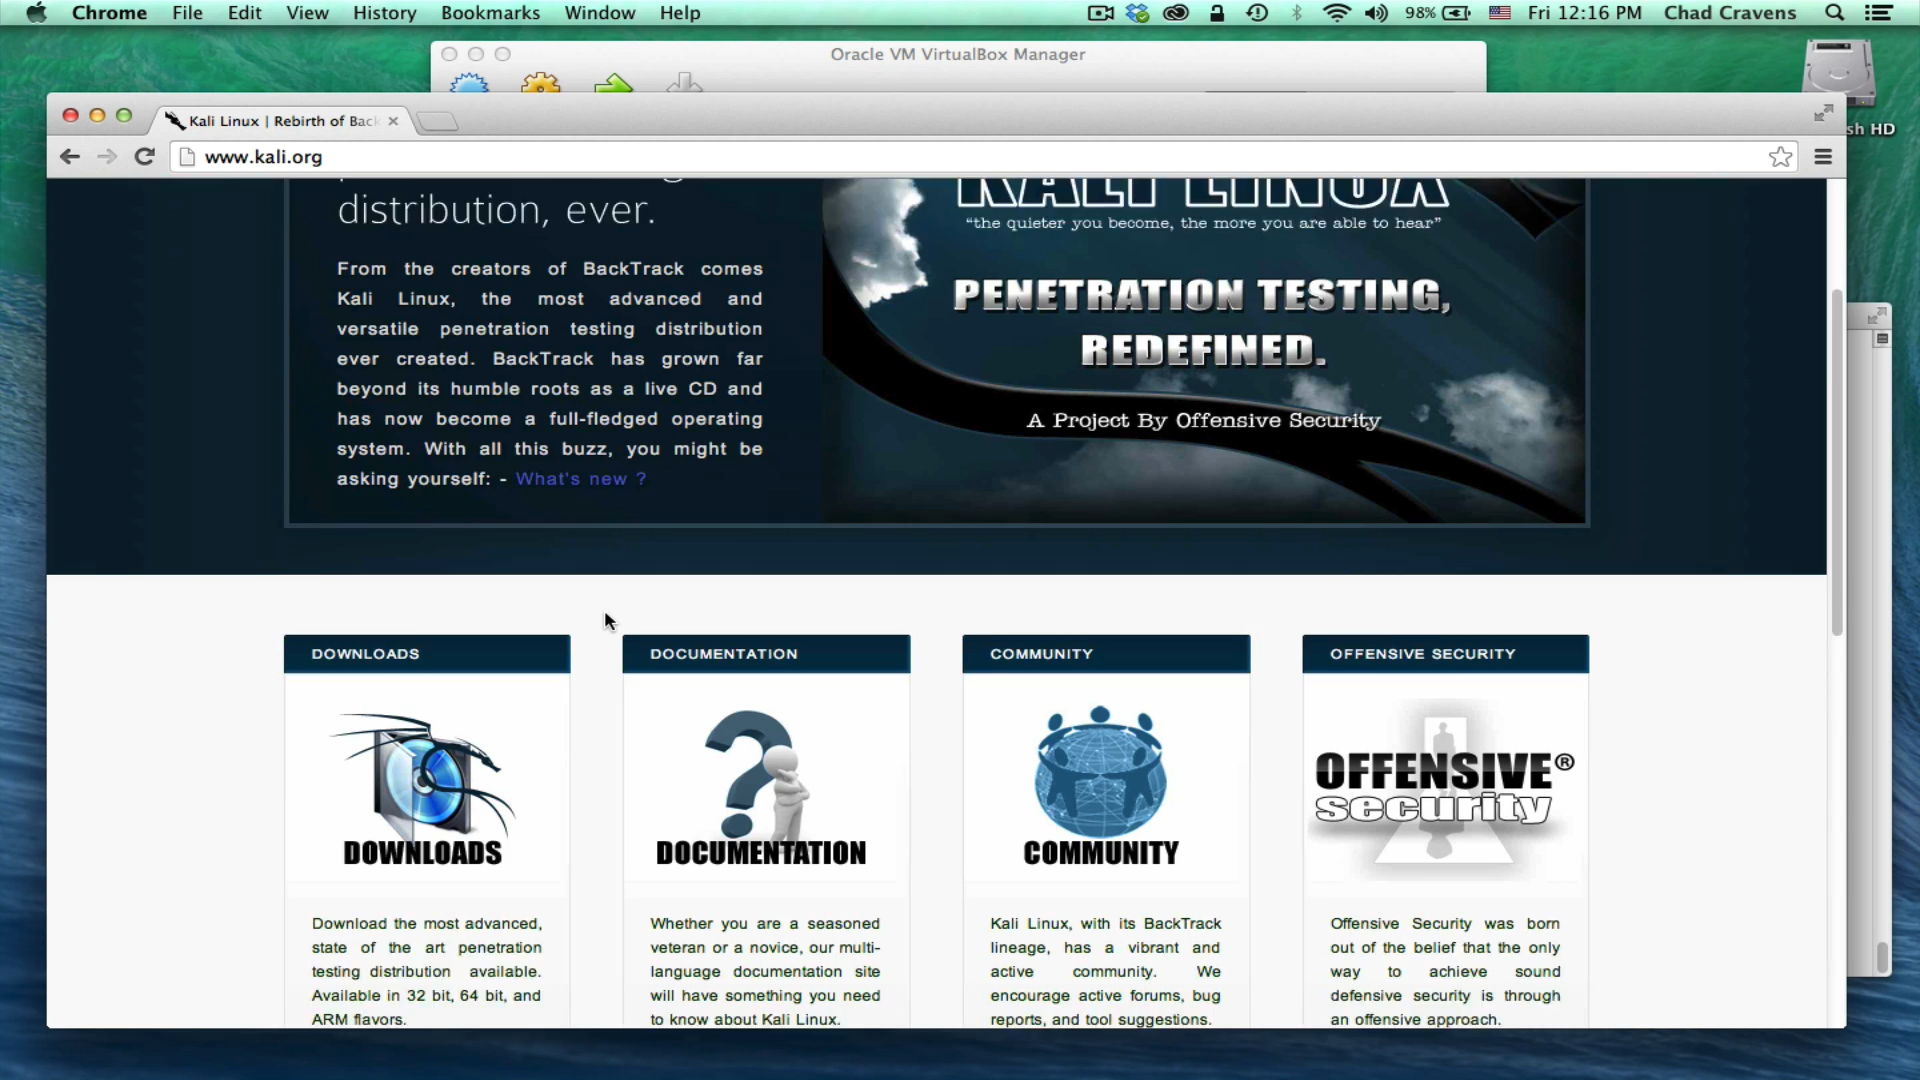 Chrome File Edit View History Bookmarks Window Help 98% Fri 12:16 PM Chad Cravens
Oracle VM VirtualBox Manager
Kali Linux | Rebirth of Back
sh HD
www.kali.org
KALI LINUX
distribution, ever.
"the quieter you become, the more you are able to hear"
From the creators of BackTrack comes
Kali Linux, the most advanced and
versatile penetration testing distribution
ever created. BackTrack has grown far
beyond its humble roots as a live CD and
has now become a full-fledged operating
system. With all this buzz, you might be
asking yourself: - What's new ?
PENETRATION TESTING,
REDEFINED.
A Project By Offensive Security
DOWNLOADS
DOWNLOADS
Download the most advanced,
state of the art penetration
testing distribution available.
Available in 32 bit, 64 bit, and
ARM flavors.
DOCUMENTATION
DOCUMENTATION
Whether you are a seasoned
veteran or a novice, our multi-
language documentation site
will have something you need
to know about Kali Linux.
COMMUNITY
COMMUNITY
Kali Linux, with its BackTrack
lineage, has a vibrant and
active community. We
encourage active forums, bug
reports, and tool suggestions.
OFFENSIVE SECURITY
OFFENSIVE®
security
Offensive Security was born
out of the belief that the only
way to achieve sound
defensive security is through
an offensive approach.